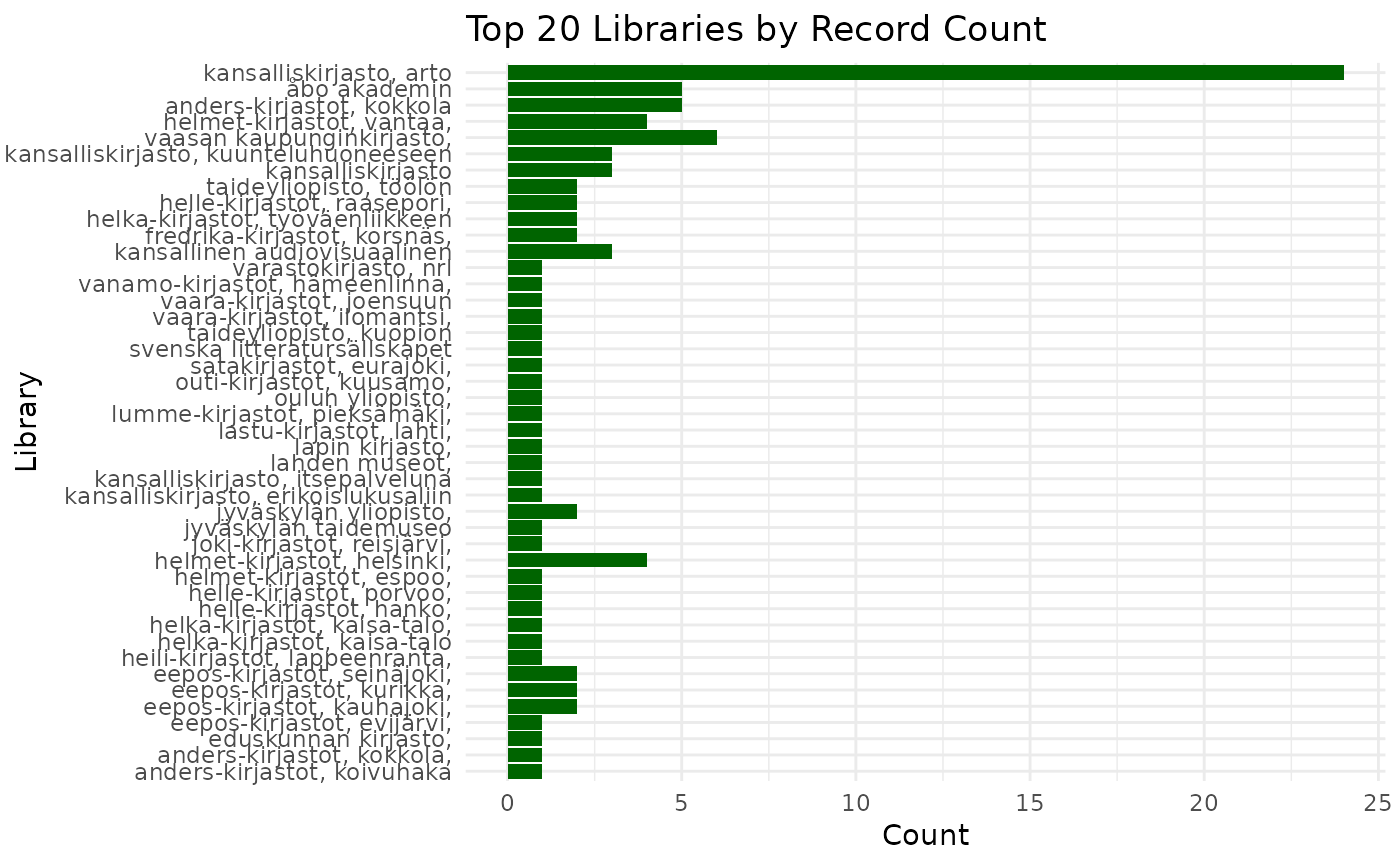 Top 20 Libraries by Record Count
kansalliskirjasto, arto
åbo akademin
anders-kirjastot, kokkola
helmet-kirjastot, vantaa,
vaasan kaupunginkirjasto,
kansalliskirjasto, kuunteluhuoneeseen
kansalliskirjasto
taideyliopisto, töölön
helle-kirjastot, raasepori,
helka-kirjastot, työväenliikkeen
fredrika-kirjastot, korsnäs,
kansallinen audiovisuaalinen
varastokirjasto, nrl
vanamo-kirjastot, hämeenlinna,
vaara-kirjastot, joensuun
vaara-kirjastot, ilomantsi,
taideyliopisto, kuopion
svenska litteratursällskapet
satakirjastot, eurajoki,
outi-kirjastot, kuusamo,
oulun yliopisto,
lumme-kirjastot, pieksämäki,
lastu-kirjastot, lahti,
lapin kirjasto,
lahden museot,
kansalliskirjasto, itsepalveluna
kansalliskirjasto, erikoislukusaliin
jyväskylän yliopisto,
jyväskylän taidemuseo
joki-kirjastot, reisjärvi,
helmet-kirjastot, helsinki,
helmet-kirjastot, espoo,
helle-kirjastot, porvoo,
helle-kirjastot, hanko,
helka-kirjastot, kaisa-talo,
helka-kirjastot, kaisa-talo
heili-kirjastot, lappeenranta,
eepos-kirjastot, seinäjoki,
eepos-kirjastot, kurikka,
eepos-kirjastot, kauhajoki,
eepos-kirjastot, evijärvi,
eduskunnan kirjasto,
anders-kirjastot, kokkola,
anders-kirjastot, koivuhaka
Library
0 5 10 15 20 25
Count